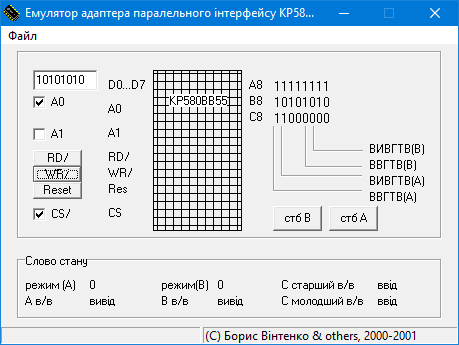 Емулятор адаптера паралельного інтерфейсу КР58...
Файл
10101010
D0...D7
A0
A0
A1
A1
RD/
RD/
WR/
WR/
Reset
Res
CS/
CS
КР580ВВ55
A8 11111111
B8 10101010
C8 11000000
ВИВГТВ(B)
ВВГТВ(B)
ВИВГТВ(A)
ВВГТВ(A)
стб B
стб A
Слово стану
режим (A) 0 режим(B) 0 С старший в/в ввід
А в/в вивід В в/в вивід С молодший в/в ввід
(C) Борис Вінтенко & others, 2000-2001